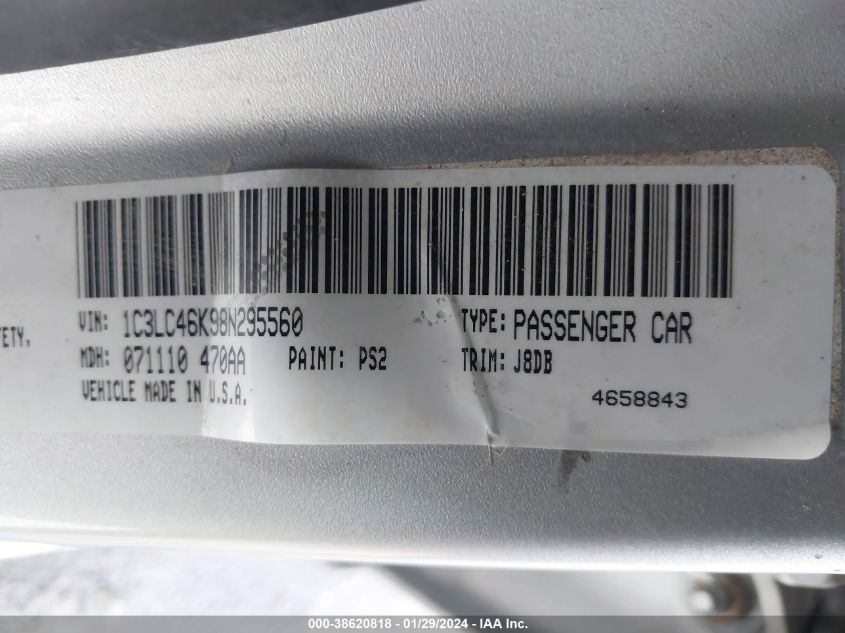 VIN: 1C3LC46K98N295560 TYPE: PASSENGER CAR
ETY,
MDH: 071110 470AA PAINT: PS2 TRIM: J8DB
VEHICLE MADE IN U.S.A.
4658843
000-38620818 - 01/29/2024 - IAA Inc.